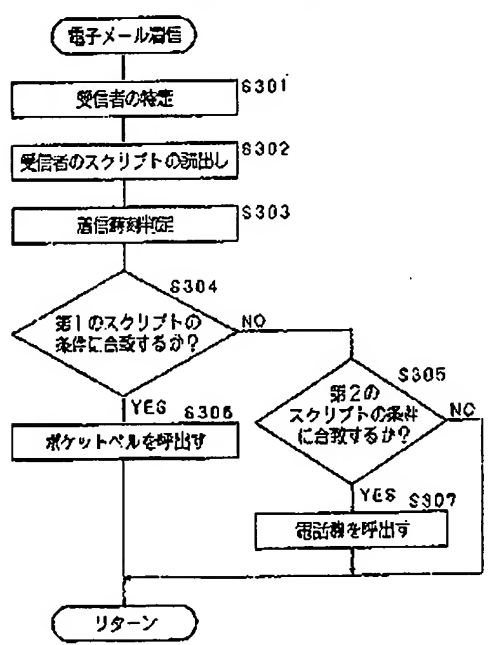 電子メール着信
S301
受信者の特定
S302
受信者のスクリプトの読出し
S303
着信時刻判定
S304
第1のスクリプトの
条件に合致するか?
NO
YES
S305
第2の
スクリプトの条件
に合致するか?
NO
YES
S306
ポケットベルを呼出す
S307
電話機を呼出す
リターン